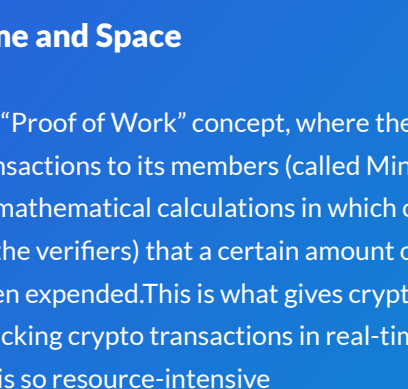 me and Space
“Proof of Work” concept, where the
nsactions to its members (called Min
mathematical calculations in which
the verifiers) that a certain amount
en expended.This is what gives crypt
cking crypto transactions in real-tim
is so resource-intensive